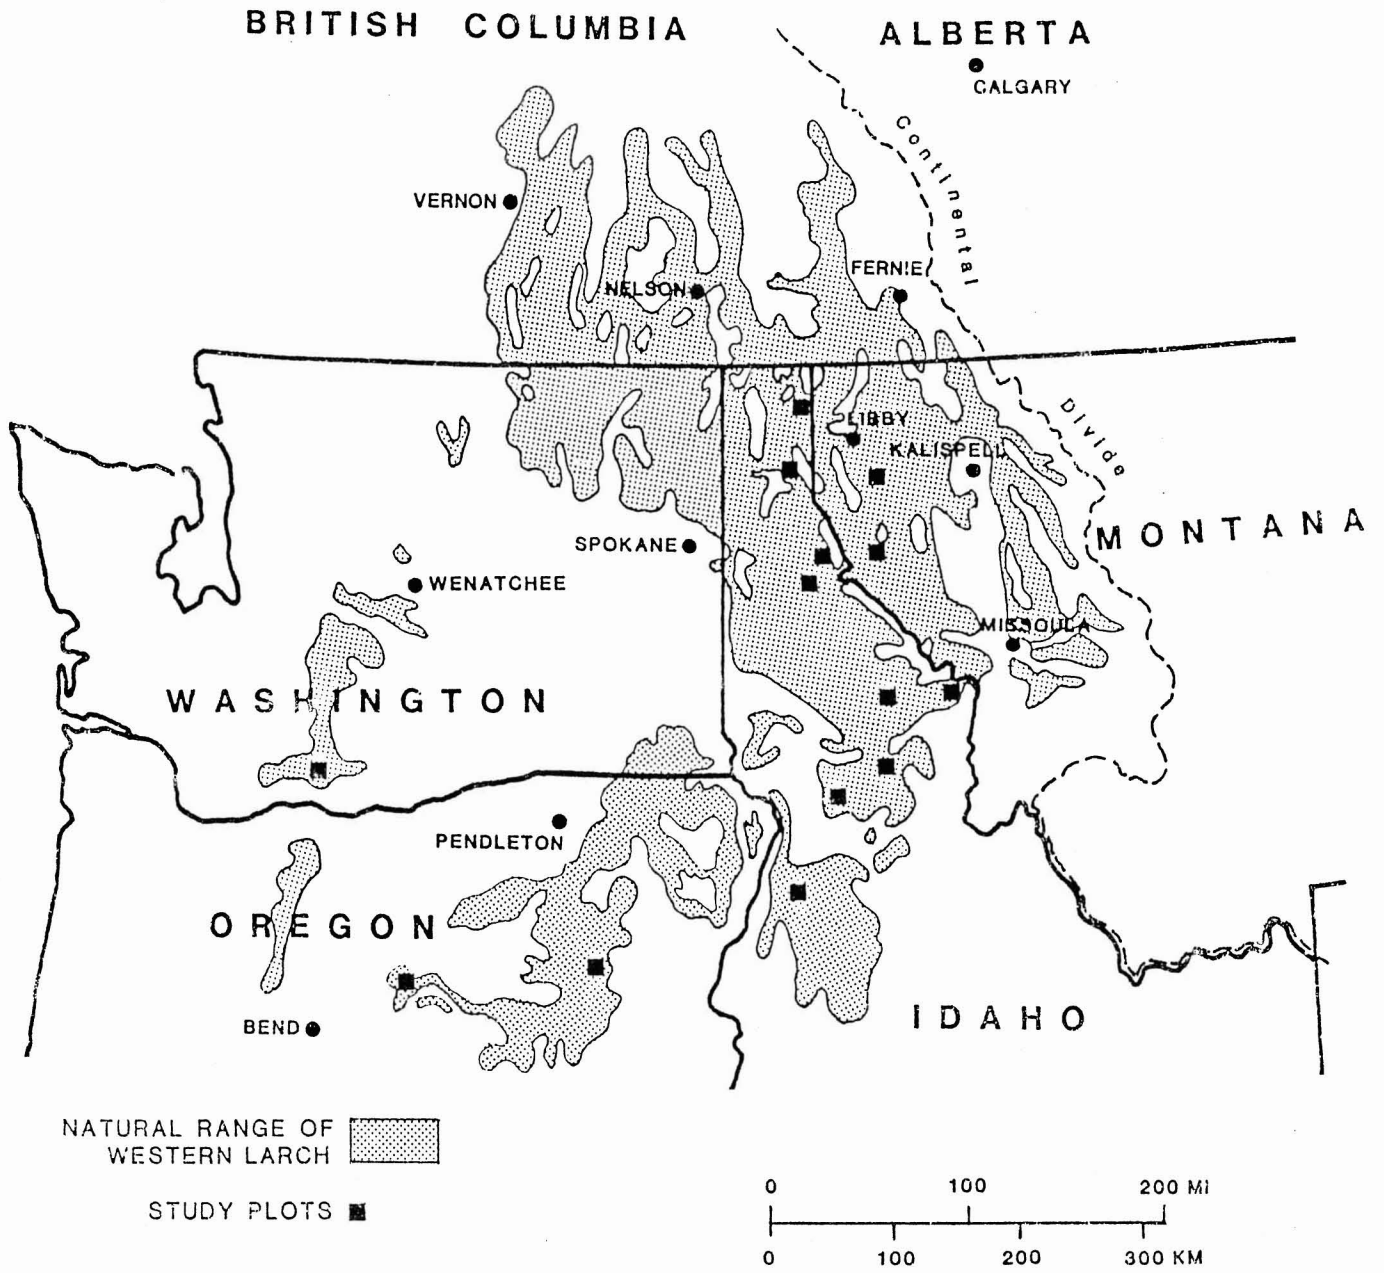 BRITISH COLUMBIA
ALBERTA
CALGARY
Continental
VERNON
FERNIE
NELSON
LIBBY
Divide
KALISPELL
MONTANA
SPOKANE
WENATCHEE
MISSOULA
WASHINGTON
PENDLETON
OREGON
IDAHO
BEND
NATURAL RANGE OF
WESTERN LARCH
STUDY PLOTS
0 100 200 MI
0 100 200 300 KM